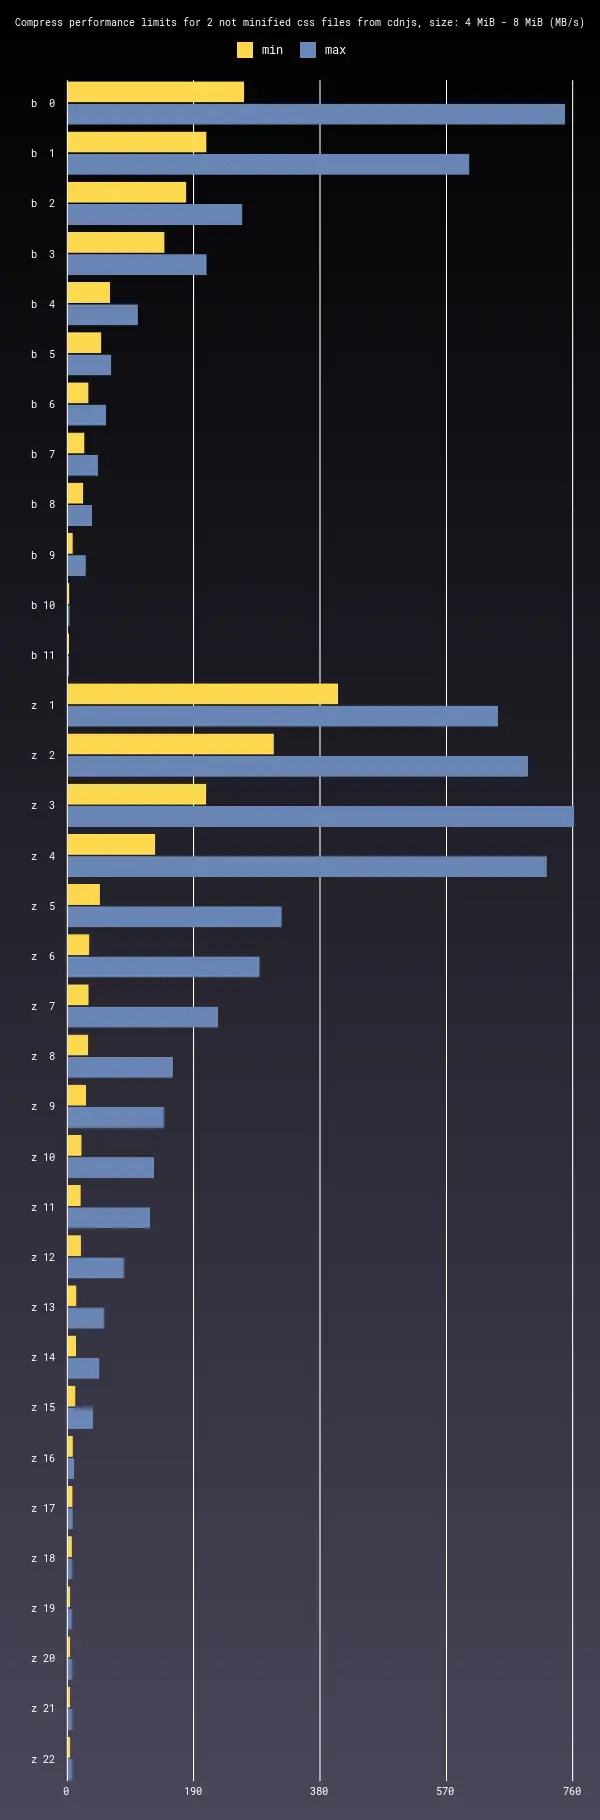 Compress performance limits for 2 not minified css files from cdnjs, size: 4 MiB - 8 MiB (MB/s)
min max
b 0
b 1
b 2
b 3
b 4
b 5
b 6
b 7
b 8
b 9
b 10
b 11
z 1
z 2
z 3
z 4
z 5
z 6
z 7
z 8
z 9
z 10
z 11
z 12
z 13
z 14
z 15
z 16
z 17
z 18
z 19
z 20
z 21
z 22
0 190 380 570 760